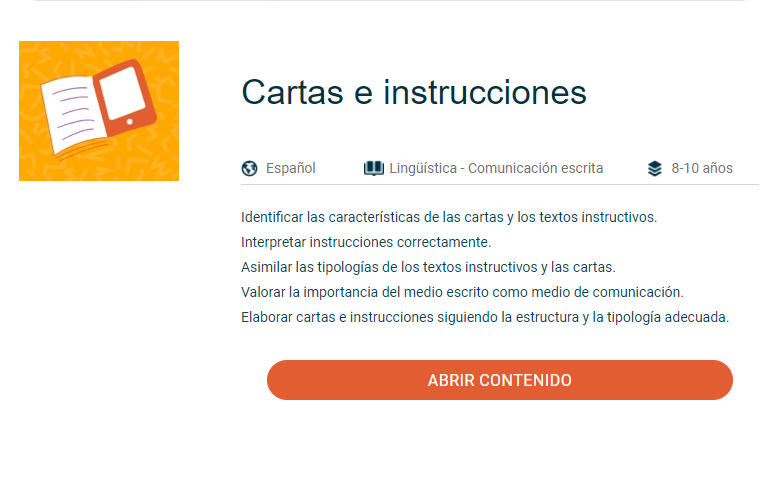 Cartas e instrucciones
Español
Lingüística - Comunicación escrita
8-10 años
Identificar las características de las cartas y los textos instructivos.
Interpretar instrucciones correctamente.
Asimilar las tipologías de los textos instructivos y las cartas.
Valorar la importancia del medio escrito como medio de comunicación.
Elaborar cartas e instrucciones siguiendo la estructura y la tipología adecuada.
ABRIR CONTENIDO